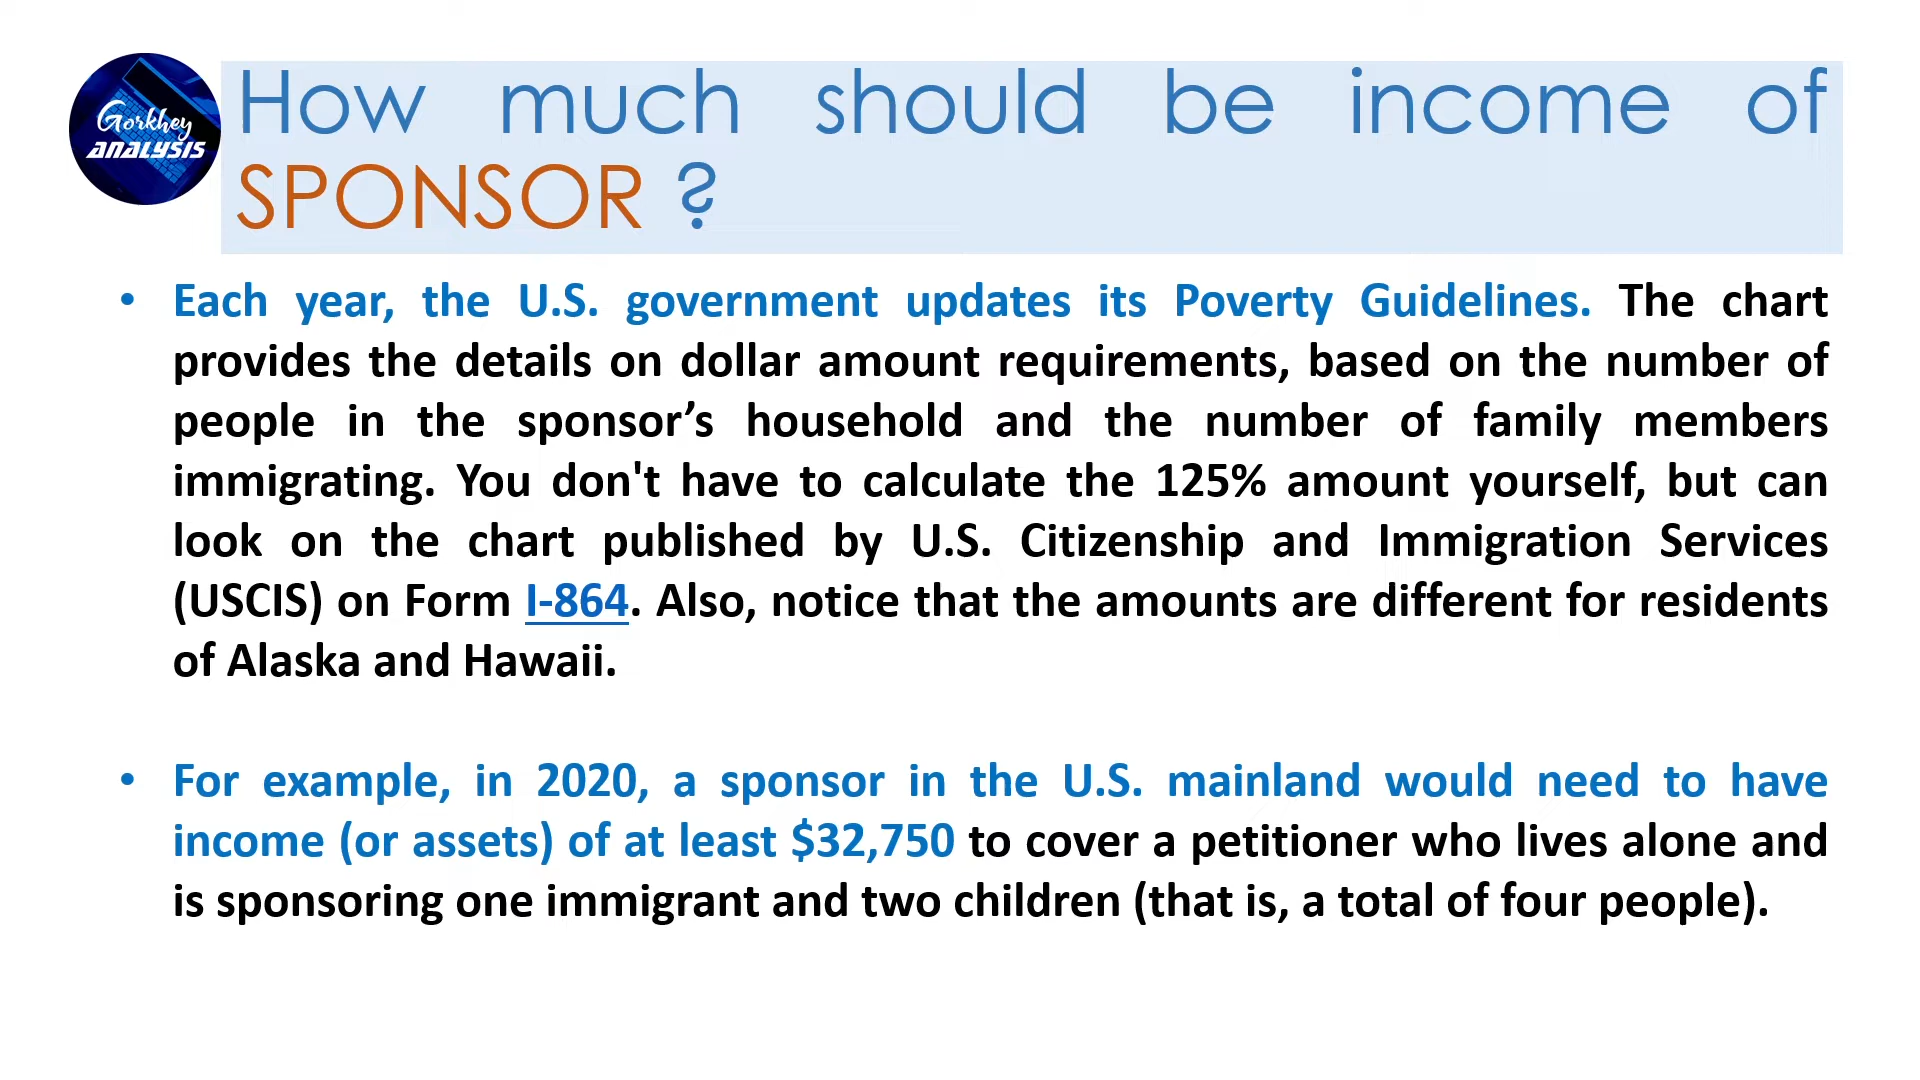 Gorkhey
ANALYSIS
How much should be income of
SPONSOR ?
• Each year, the U.S. government updates its Poverty Guidelines. The chart
provides the details on dollar amount requirements, based on the number of
people in the sponsor’s household and the number of family members
immigrating. You don't have to calculate the 125% amount yourself, but can
look on the chart published by U.S. Citizenship and Immigration Services
(USCIS) on Form I-864. Also, notice that the amounts are different for residents
of Alaska and Hawaii.
• For example, in 2020, a sponsor in the U.S. mainland would need to have
income (or assets) of at least $32,750 to cover a petitioner who lives alone and
is sponsoring one immigrant and two children (that is, a total of four people).